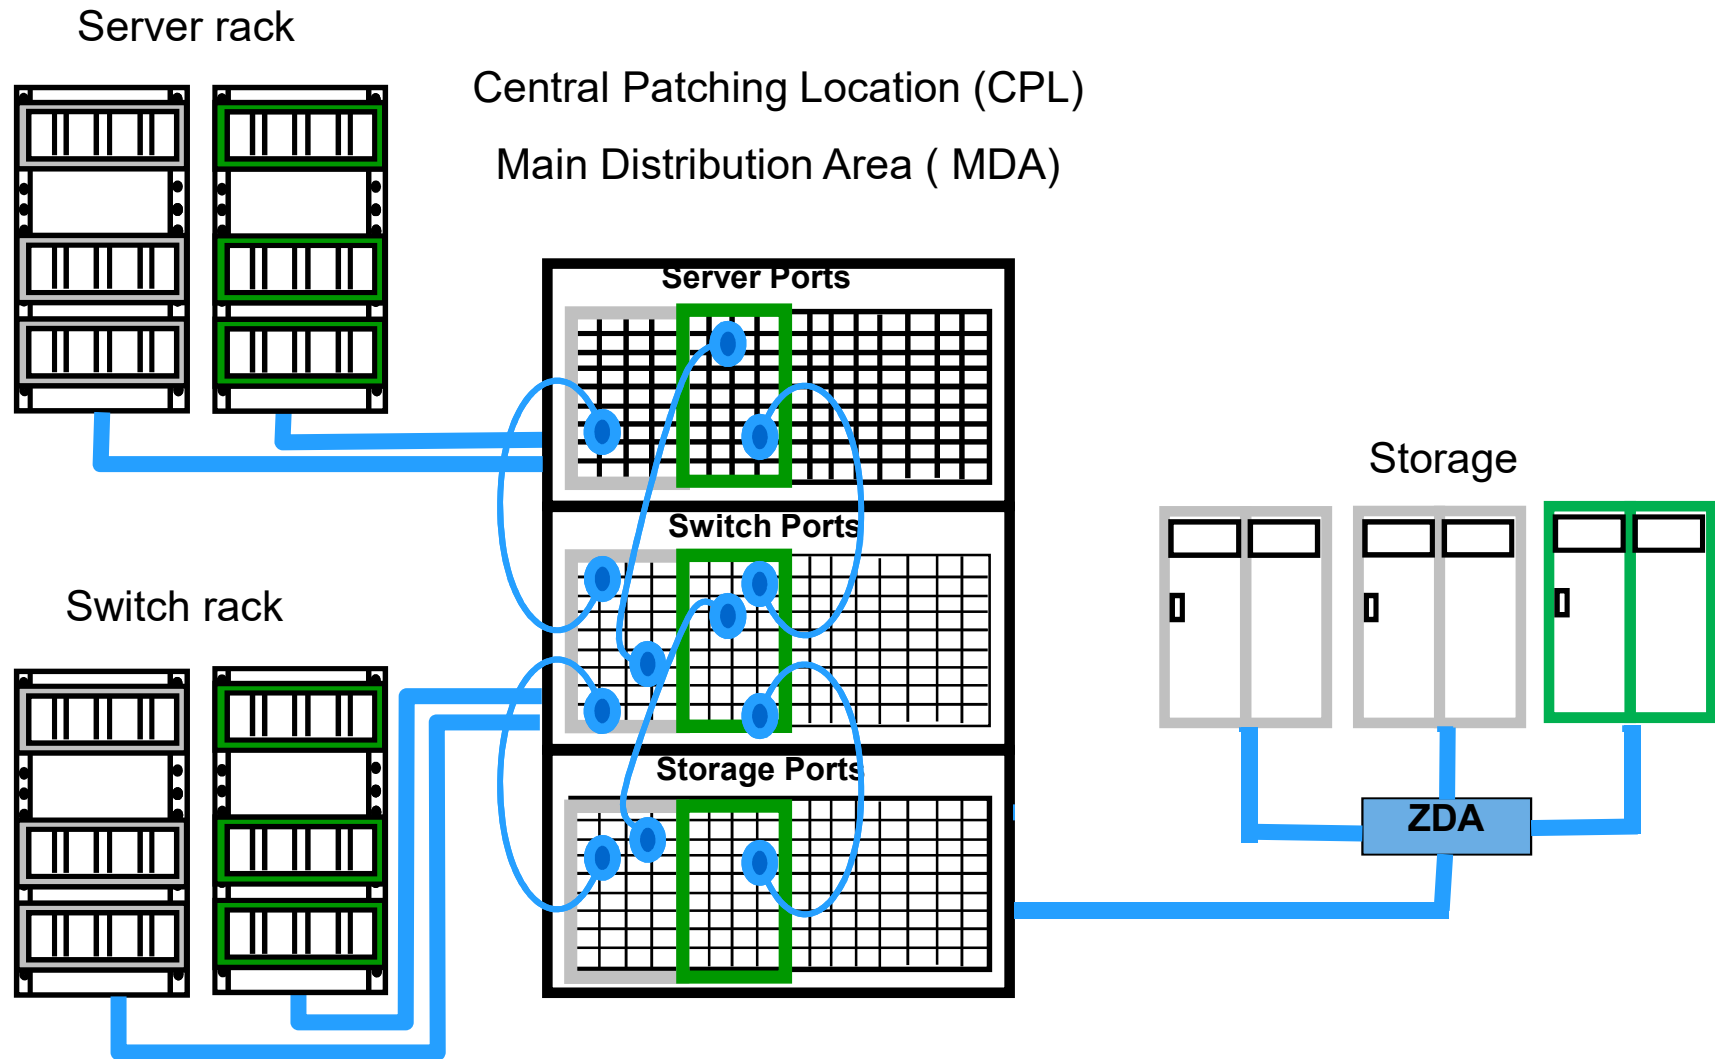 Server rack
Central Patching Location (CPL)
Main Distribution Area ( MDA)
Server Ports
Storage
Switch Ports
Switch rack
Storage Ports
ZDA